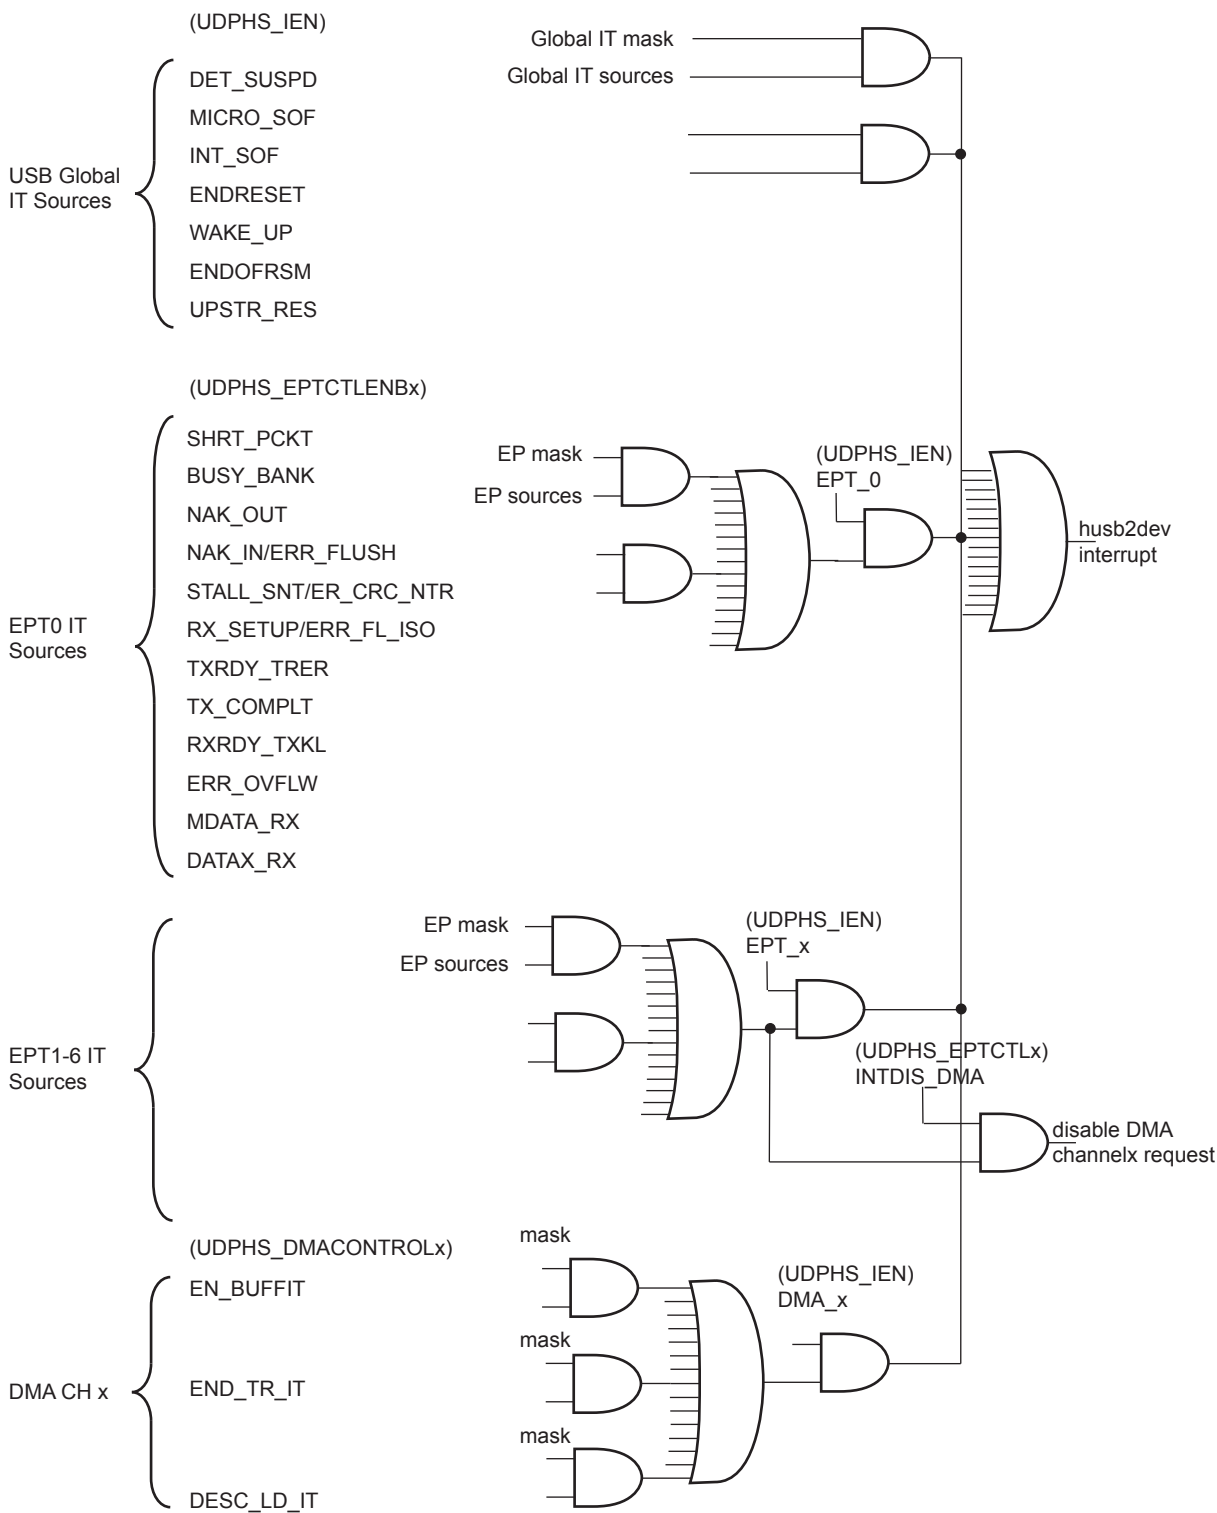 (UDPHS_IEN)
Global IT mask
Global IT sources
USB Global
IT Sources
DET_SUSPD
MICRO_SOF
INT_SOF
ENDRESET
WAKE_UP
ENDOFRSM
UPSTR_RES
(UDPHS_EPTCTLENBx)
EPT0 IT
Sources
SHRT_PCKT
BUSY_BANK
NAK_OUT
NAK_IN/ERR_FLUSH
STALL_SNT/ER_CRC_NTR
RX_SETUP/ERR_FL_ISO
TXRDY_TRER
TX_COMPLT
RXRDY_TXKL
ERR_OVFLW
MDATA_RX
DATAX_RX
EP mask
EP sources
(UDPHS_IEN)
EPT_0
husb2dev
interrupt
EPT1-6 IT
Sources
EP mask
EP sources
(UDPHS_IEN)
EPT_x
(UDPHS_EPTCTLx)
INTDIS_DMA
disable DMA
channelx request
(UDPHS_DMACONTROLx)
DMA CH x
EN_BUFFIT
END_TR_IT
DESC_LD_IT
mask
mask
mask
(UDPHS_IEN)
DMA_x